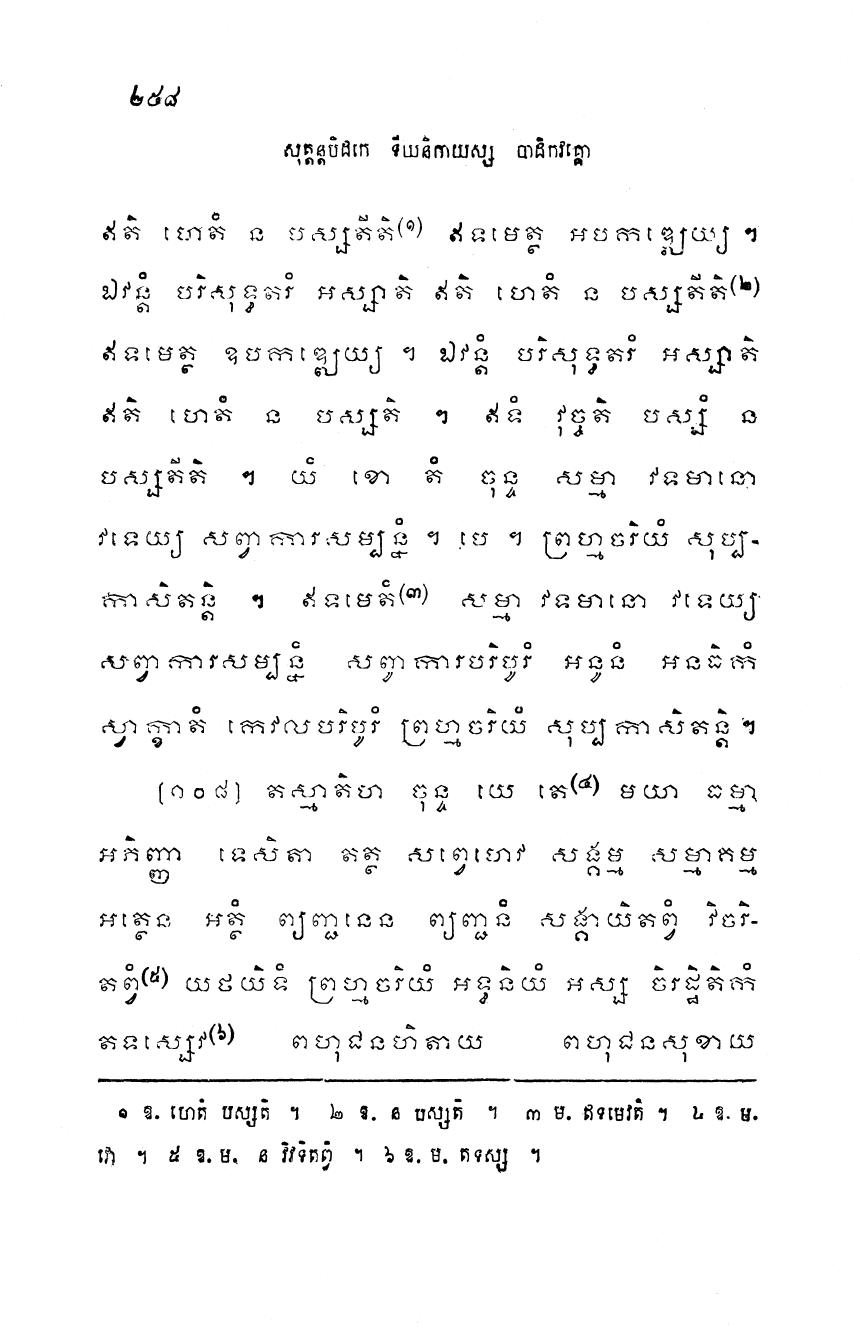 ២៥៨
សុត្តន្តបិដកេ ទីឃនិកាយស្ស បាដិកវគ្គោ
ឥតិ ហេតំ ន បស្សតីតិ(១) ឥទមេត្ថ អបកឌ្ឍេយ្យ ។
ឯវន្តំ បរិសុទ្ធតរំ អស្សាតិ ឥតិ ហេតំ ន បស្សតីតិ(២)
ឥទមេត្ថ ឧបកឌ្ឍេយ្យ ។ ឯវន្តំ បរិសុទ្ធតរំ អស្សាតិ
ឥតិ ហេតំ ន បស្សតិ ។ ឥទំ វុច្ចតិ បស្សំ ន
បស្សតីតិ ។ យំ ខោ តំ ចុន្ទ សម្មា វទមានោ
វទេយ្យ សព្វាការសម្បន្នំ ។ បេ ។ ព្រហ្មចរិយំ សុប្ប-
កាសិតន្តិ ។ ឥទមេតំ(៣) សម្មា វទមានោ វទេយ្យ
សព្វាការសម្បន្នំ សព្វាការបរិបូរំ អនូនំ អនធិកំ
ស្វាក្ខាតំ កេវលបរិបូរំ ព្រហ្មចរិយំ សុប្បកាសិតន្តិ ។
[១០៨] តស្មាតិហ ចុន្ទ យេ តេ(៤) មយា ធម្មា
អភិញ្ញា ទេសិតា តត្ថ សព្វេហេវ សង្គម្ម សមាគម្ម
អត្ថេន អត្ថំ ព្យញ្ជនេន ព្យញ្ជនំ សង្គាយិតព្វំ វិចរិ-
តព្វំ(៥) យថយិទំ ព្រហ្មចរិយំ អទ្ធនិយំ អស្ស ចិរដ្ឋិតិកំ
តទស្សេវ(៦) ពហុជនហិតាយ ពហុជនសុខាយ
១ ឧ. ហេតំ បស្សតិ ។ ២ ឧ. ន បស្សតិ ។ ៣ ម. ឥទមេវតិ ។ ៤ ឧ. ម.
វោ ។ ៥ ឧ. ម. ន វិវទិតព្វំ ។ ៦ ឧ. ម. តទស្ស ។